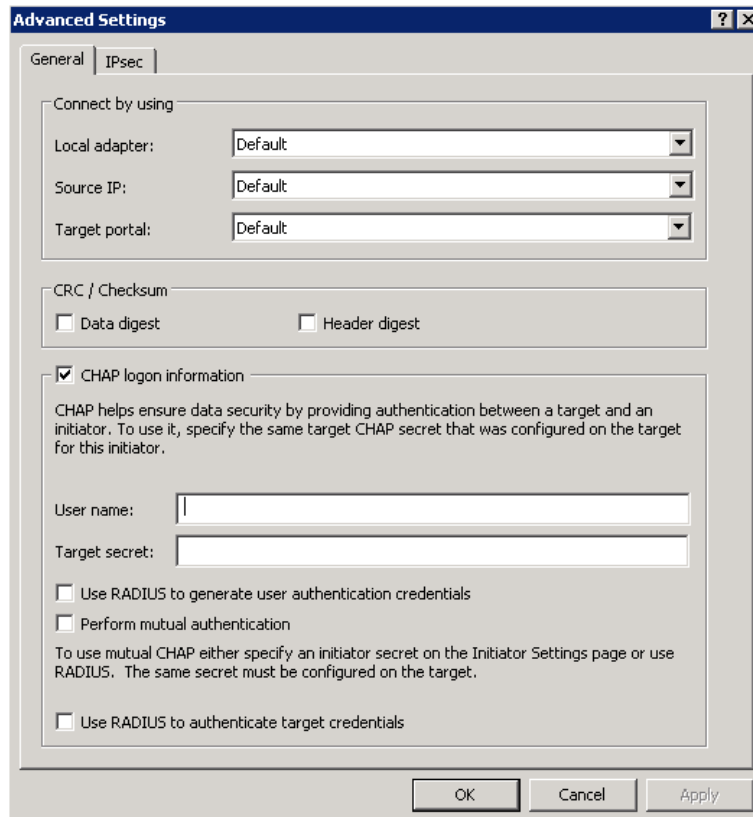 Advanced Settings
General
IPsec
Connect by using
Local adapter:
Default
Source IP:
Default
Target portal:
Default
CRC / Checksum
Data digest
Header digest
CHAP logon information
CHAP helps ensure data security by providing authentication between a target and an
initiator. To use it, specify the same target CHAP secret that was configured on the target
for this initiator.
User name:
Target secret:
Use RADIUS to generate user authentication credentials
Perform mutual authentication
To use mutual CHAP either specify an initiator secret on the Initiator Settings page or use
RADIUS. The same secret must be configured on the target.
Use RADIUS to authenticate target credentials
OK
Cancel
Apply